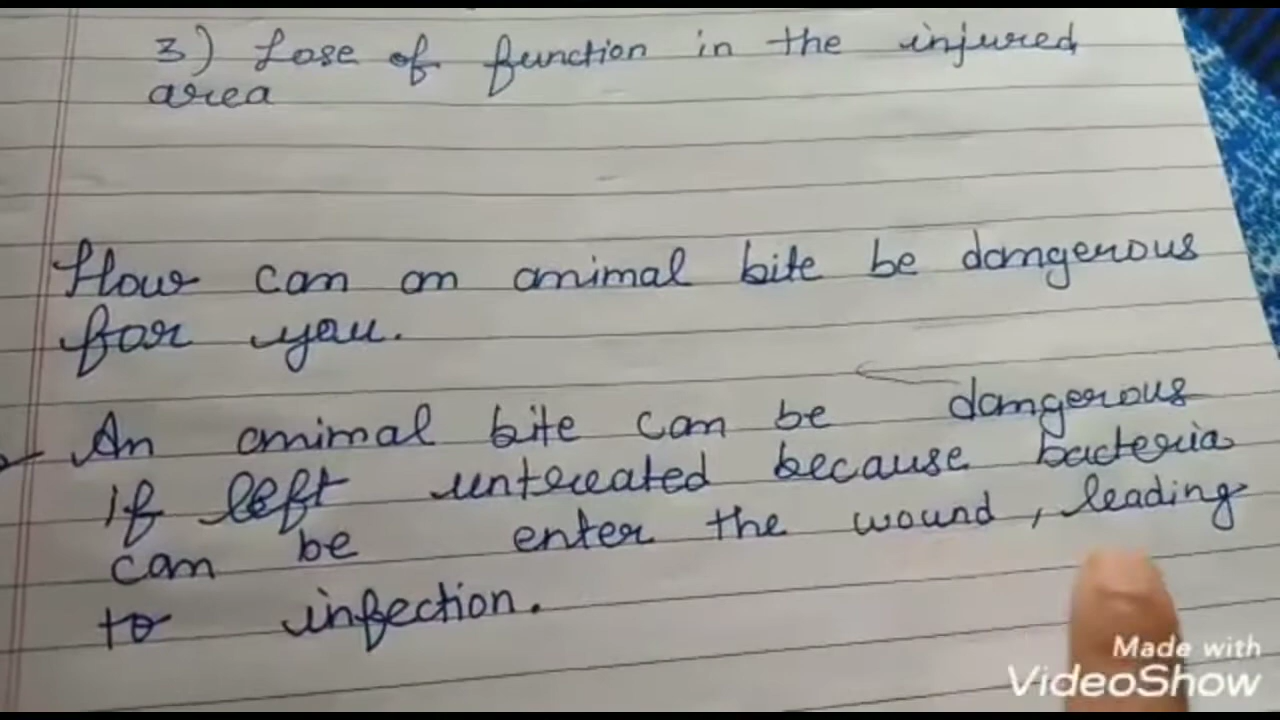 3) Lose of function in the injured
area
How can an animal bite be dangerous
for you.
An animal bite can be dangerous
if left untreated because bacteria
can be enter the wound, leading
to infection.
Made with
VideoShow